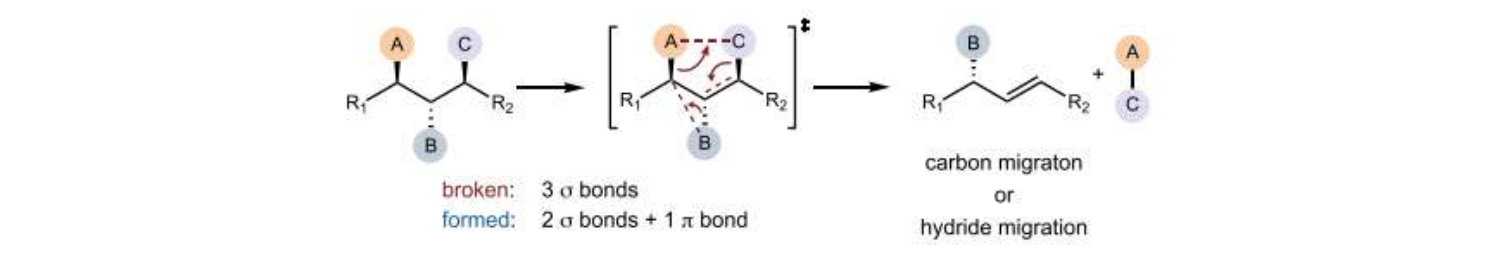 A C
R1 R2
B
A C ‡
R1 R2
B
B
R1 R2
+
A
C
broken: 3 σ bonds
formed: 2 σ bonds + 1 π bond
carbon migraton
or
hydride migration